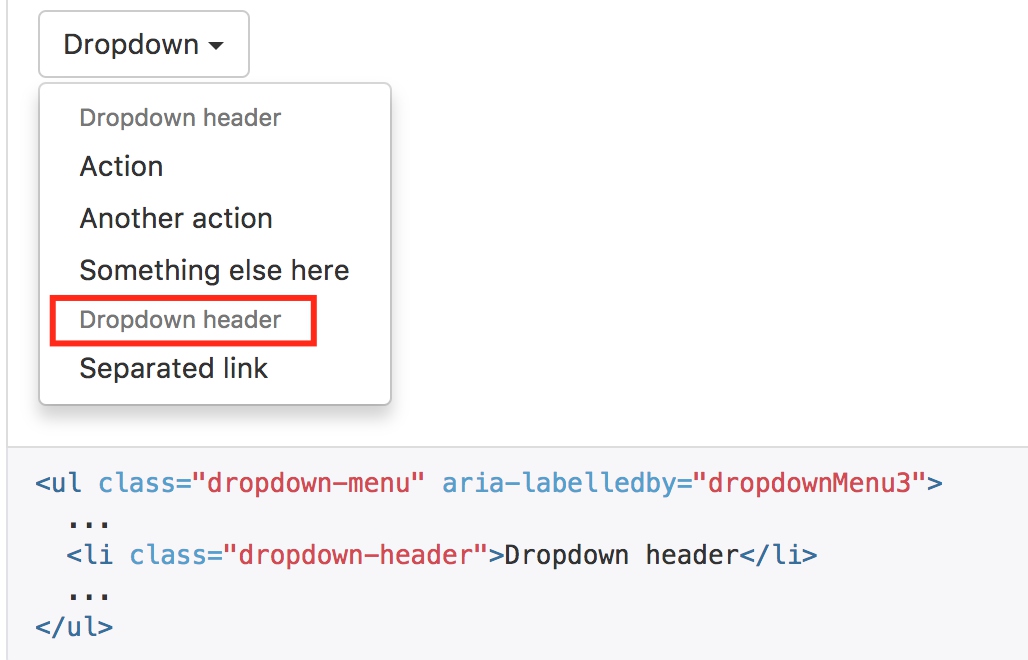 Dropdown
Dropdown header
Action
Another action
Something else here
Dropdown header
Separated link
<ul class="dropdown-menu" aria-labelledby="dropdownMenu3">
  ...
  <li class="dropdown-header">Dropdown header</li>
  ...
</ul>